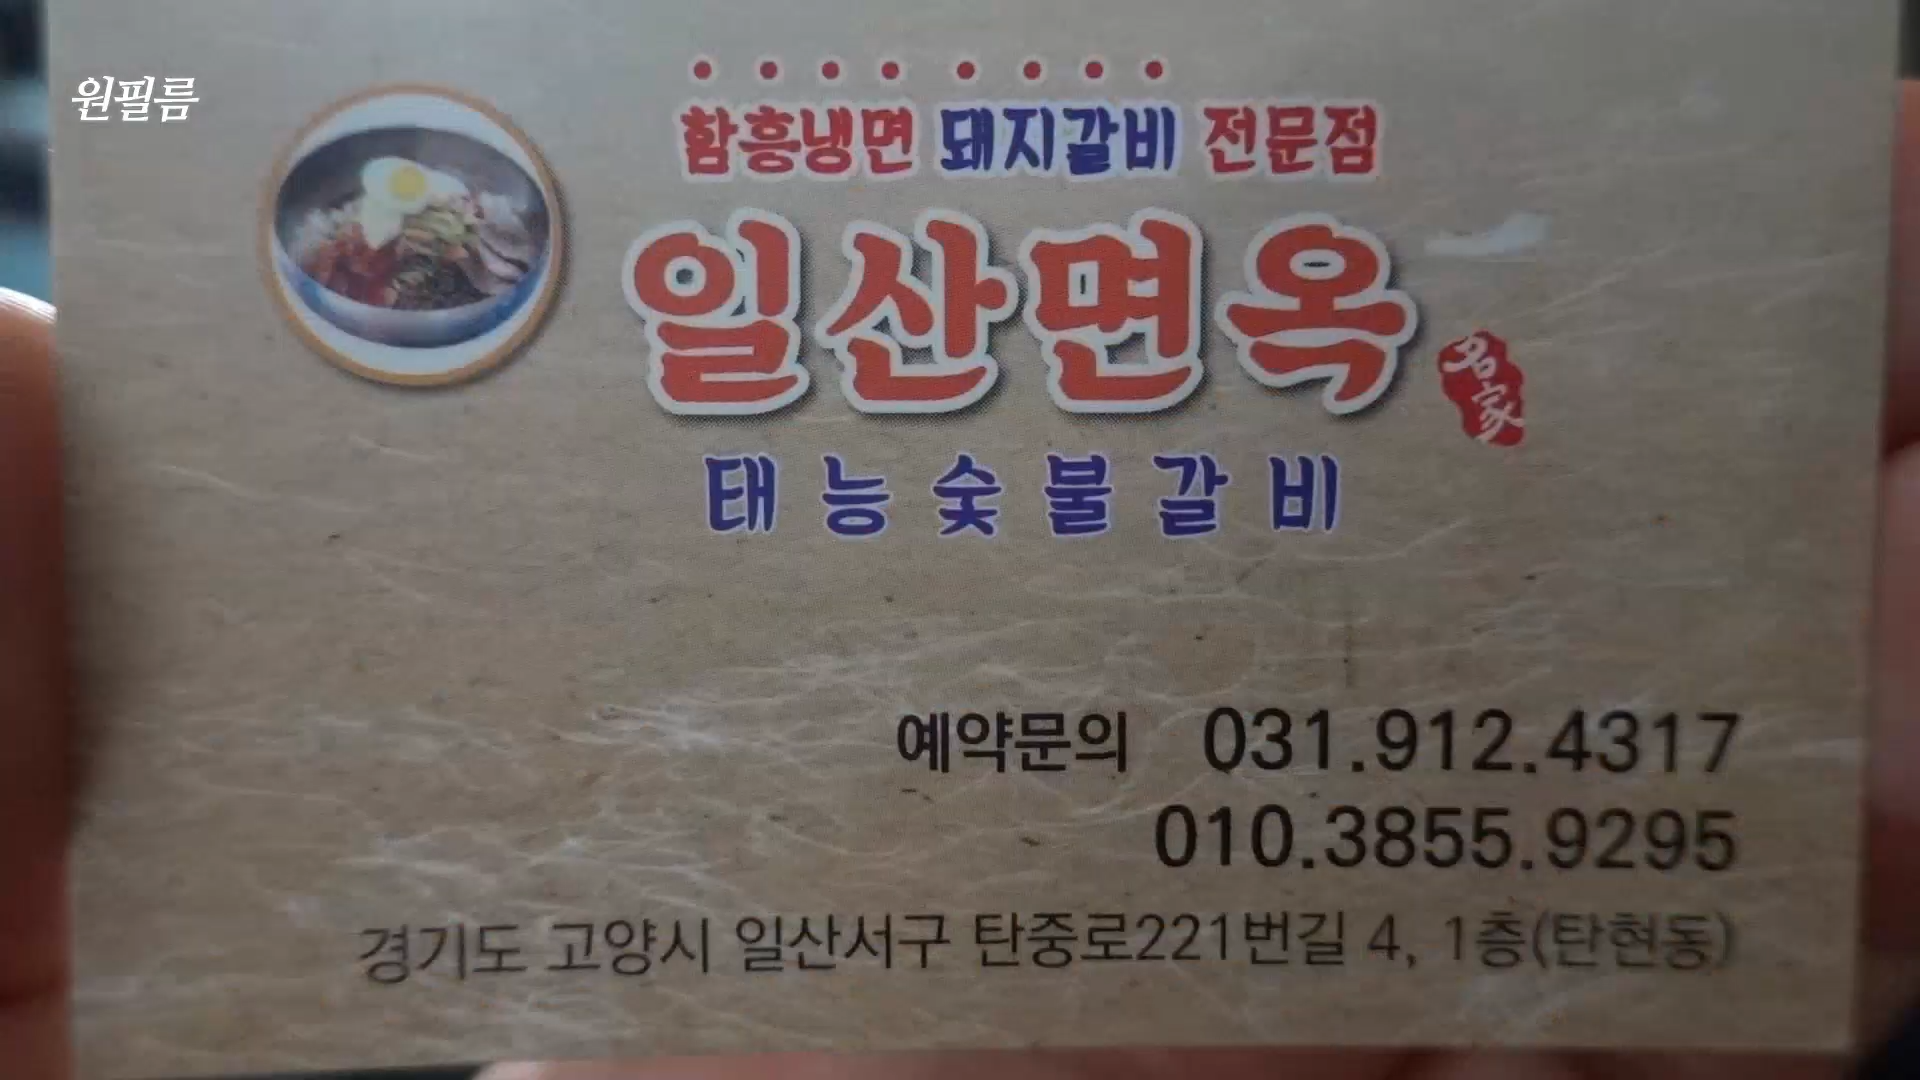 원필름
함흥냉면 돼지갈비 전문점
일산면옥
名家
태능숯불갈비
예약문의 031.912.4317
010.3855.9295
경기도 고양시 일산서구 탄중로221번길 4, 1층(탄현동)